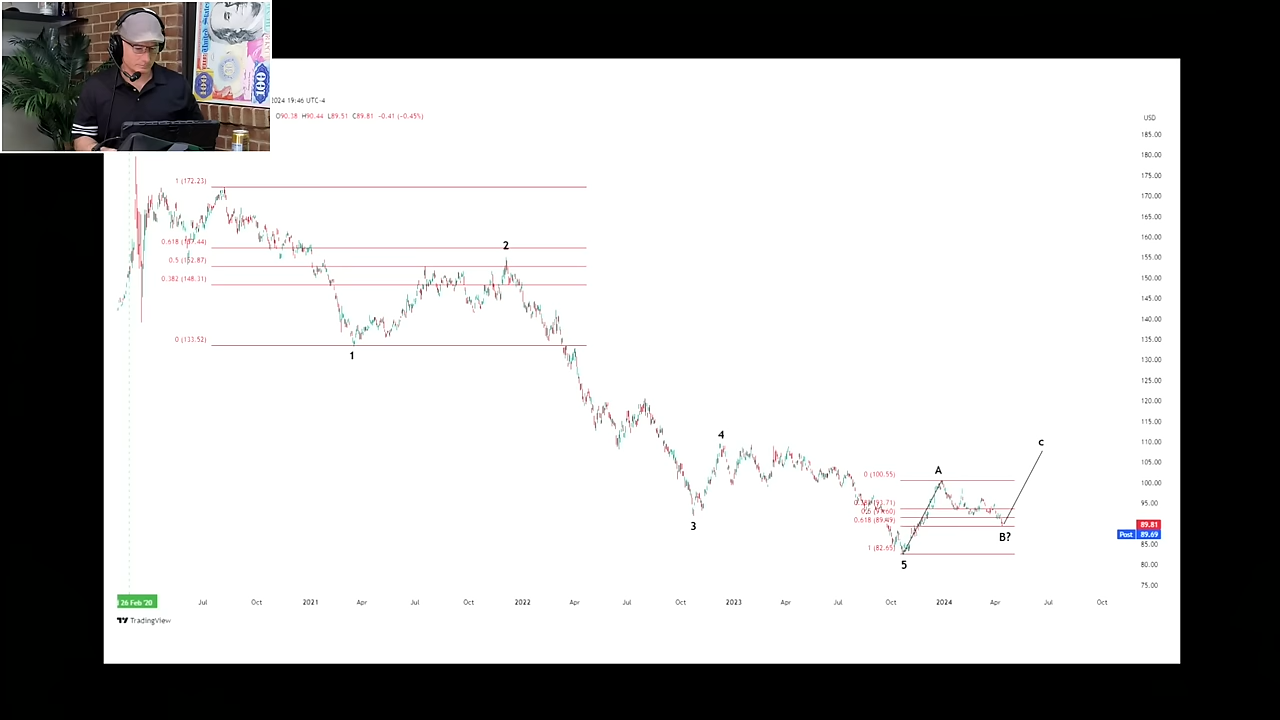 United States
100
100
2024 19:46 UTC-4
O90.38 H90.44 L89.51 C89.81 -0.41 (-0.45%)
USD
185.00
180.00
175.00
170.00
165.00
160.00
155.00
150.00
145.00
140.00
135.00
130.00
125.00
120.00
115.00
110.00
105.00
100.00
95.00
89.81
Post 89.69
85.00
80.00
75.00
1 (172.23)
0.5 (152.87)
0.382 (148.31)
0 (133.52)
1
2
3
4
5
0 (100.55)
0.618 (89.49)
1 (82.65)
A
B?
C
26 Feb '20
Jul
Oct
2021
Apr
Jul
Oct
2022
Apr
Jul
Oct
2023
Apr
Jul
Oct
2024
Apr
Jul
Oct
TradingView